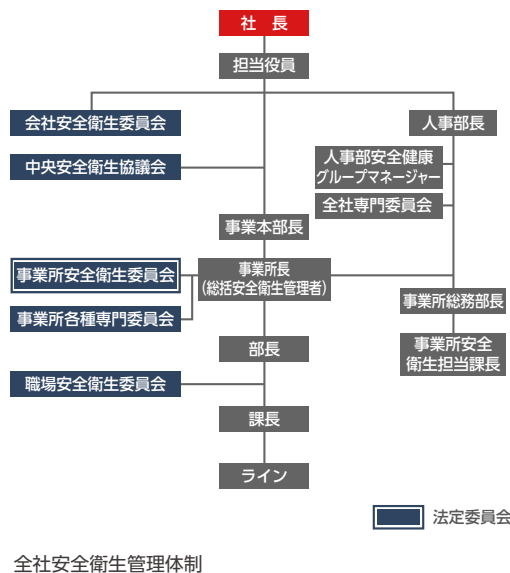 社 長
担当役員
会社安全衛生委員会
人事部長
中央安全衛生協議会
人事部安全健康
グループマネージャー
全社専門委員会
事業本部長
事業所安全衛生委員会
事業所長
(総括安全衛生管理者)
事業所各種専門委員会
事業所総務部長
部長
事業所安全
衛生担当課長
職場安全衛生委員会
課長
ライン
法定委員会
全社安全衛生管理体制